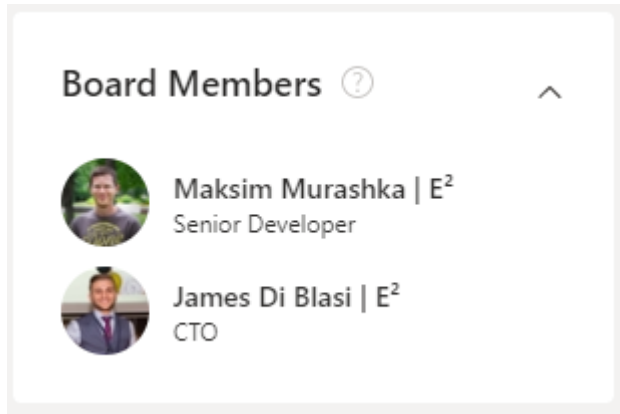 Board Members ?
Maksim Murashka | E²
Senior Developer
James Di Blasi | E²
CTO